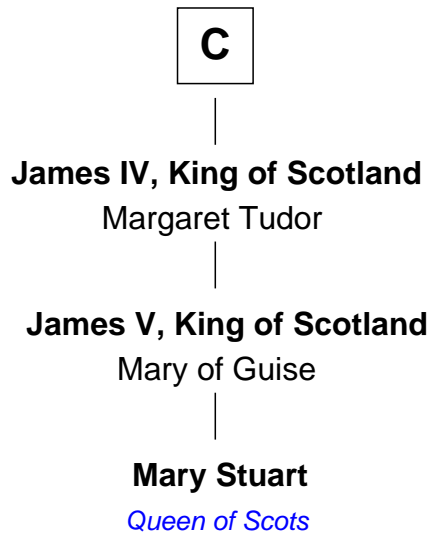 C
James IV, King of Scotland
Margaret Tudor
James V, King of Scotland
Mary of Guise
Mary Stuart
Queen of Scots